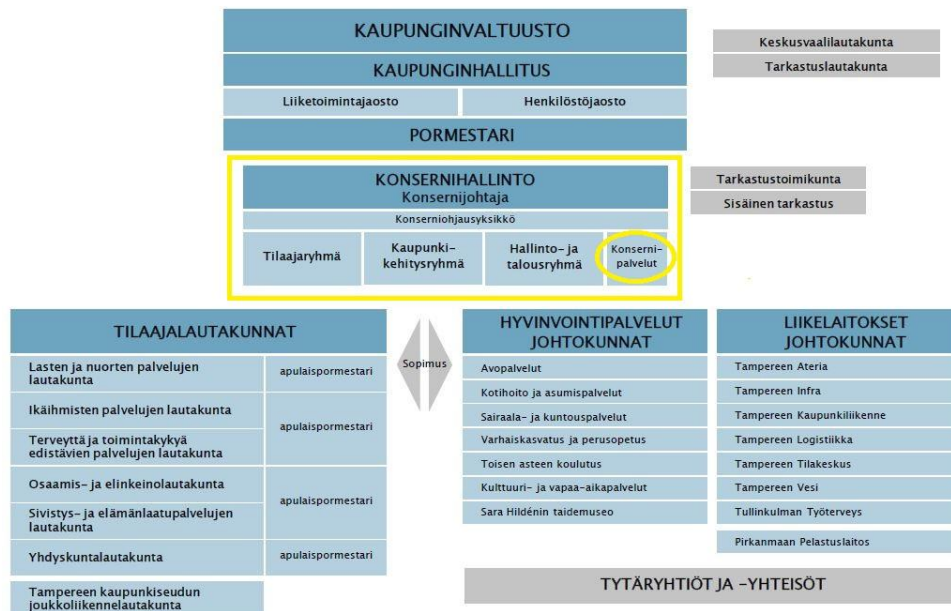 KAUPUNGINVALTUUSTO
KAUPUNGINHALLITUS
Liiketoimintajaosto
Henkilöstöjaosto
PORMESTARI
Keskusvaalilautakunta
Tarkastuslautakunta
KONSERNIHALLINTO
Konsernijohtaja
Konserniohjausyksikkö
Tilaajaryhmä
Kaupunki-
kehitysryhmä
Hallinto- ja
talousryhmä
Konserni-
palvelut
Tarkastustoimikunta
Sisäinen tarkastus
TILAAJALAUTAKUNNAT
Lasten ja nuorten palvelujen
lautakunta
apulaispormestari
Ikäihmisten palvelujen lautakunta
Terveyttä ja toimintakykyä
edistävien palvelujen lautakunta
apulaispormestari
Osaamis- ja elinkeinolautakunta
Sivistys- ja elämänlaatupalvelujen
lautakunta
apulaispormestari
Yhdyskuntalautakunta
apulaispormestari
Tampereen kaupunkiseudun
joukkoliikennelautakunta
Sopimus
HYVINVOINTIPALVELUT
JOHTOKUNNAT
Avopalvelut
Kotihoito ja asumispalvelut
Sairaala- ja kuntouspalvelut
Varhaiskasvatus ja perusopetus
Toisen asteen koulutus
Kulttuuri- ja vapaa-aikapalvelut
Sara Hildénin taidemuseo
LIIKELAITOKSET
JOHTOKUNNAT
Tampereen Ateria
Tampereen Infra
Tampereen Kaupunkiliikenne
Tampereen Logistiikka
Tampereen Tilakeskus
Tampereen Vesi
Tullinkulman Työterveys
Pirkanmaan Pelastuslaitos
TYTÄRYHTIÖT JA -YHTEISÖT